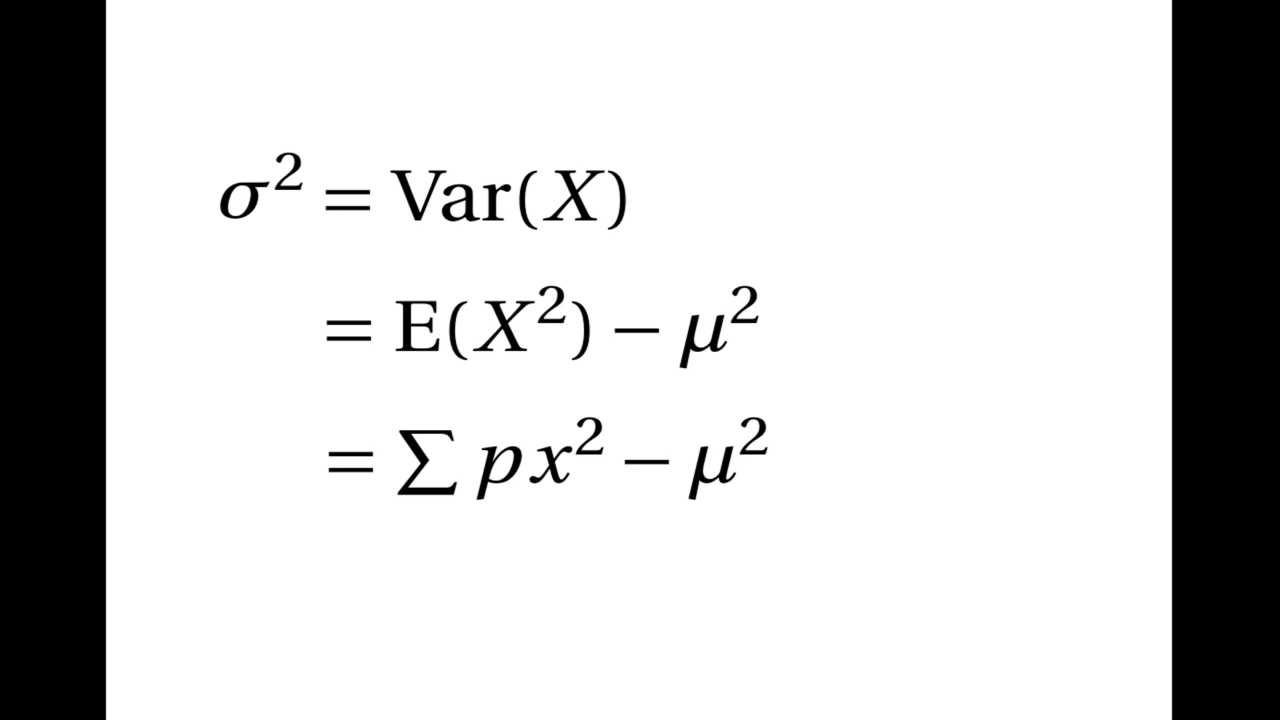 σ² = Var(X)
= E(X²) − μ²
= ∑ px² − μ²